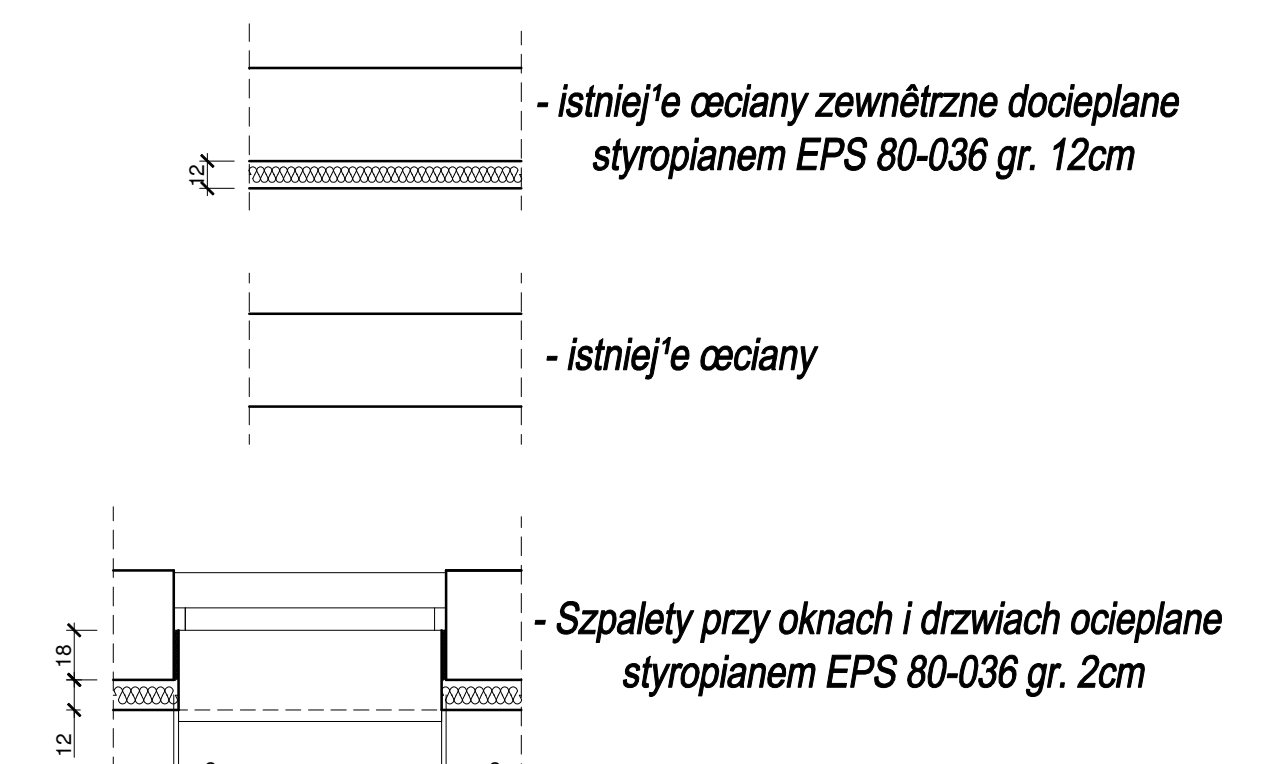 - istniej¹e œciany zewnêtrzne docieplane
styropianem EPS 80-036 gr. 12cm
12
- istniej¹e œciany
- Szpalety przy oknach i drzwiach ocieplane
styropianem EPS 80-036 gr. 2cm
18
12